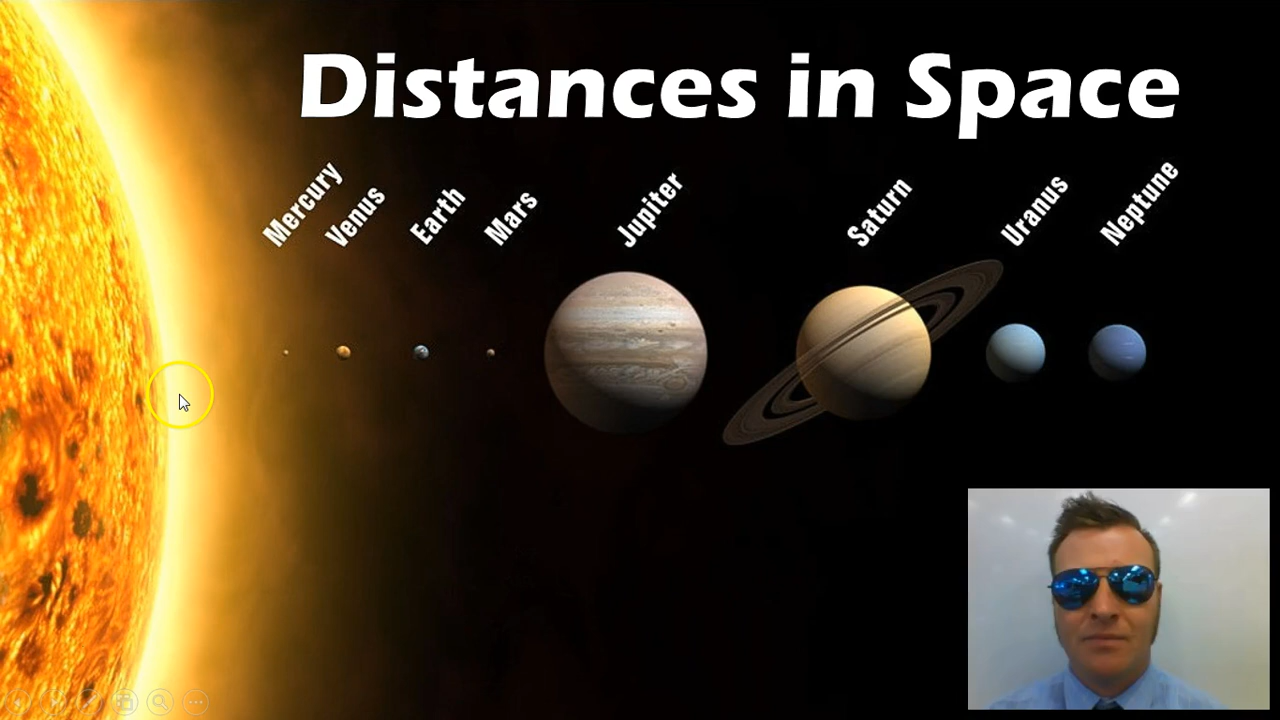 Distances in Space
Mercury
Venus
Earth
Mars
Jupiter
Saturn
Uranus
Neptune